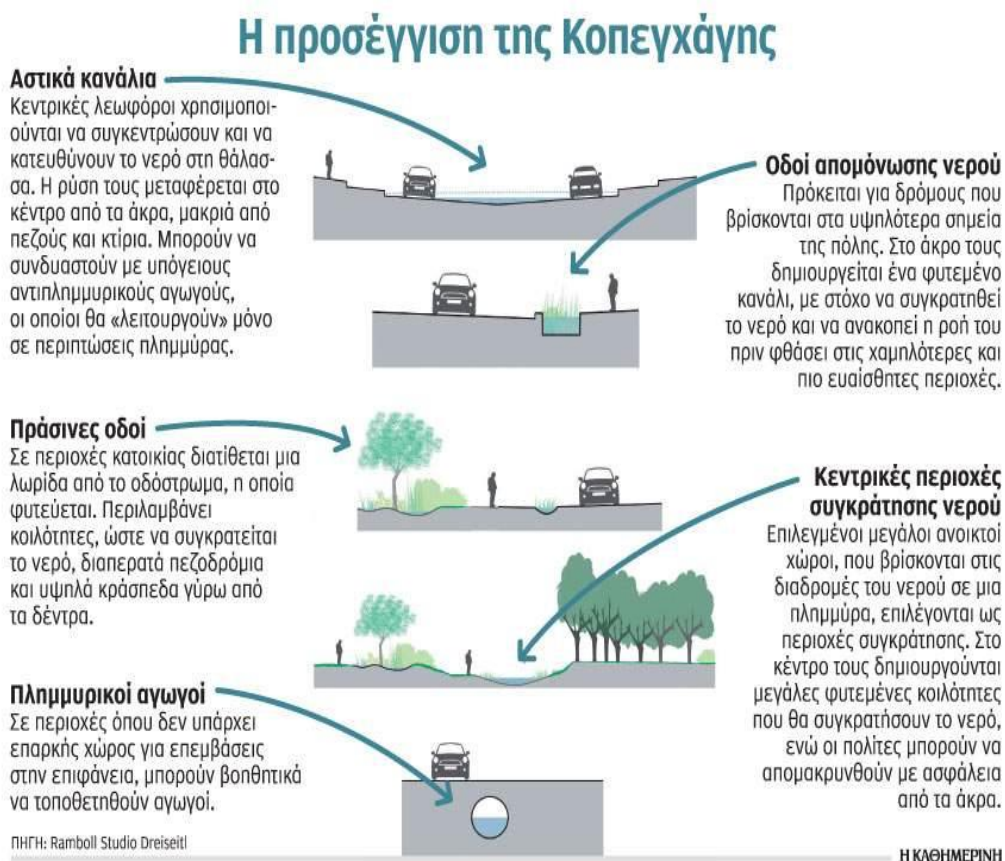 Η προσέγγιση της Κοπεγχάγης
Αστικά κανάλια
Κεντρικές λεωφόροι χρησιμοποι-
ούνται να συγκεντρώσουν και να
κατευθύνουν το νερό στη θάλασ-
σα. Η ρύση τους μεταφέρεται στο
κέντρο από τα άκρα, μακριά από
πεζούς και κτίρια. Μπορούν να
συνδυαστούν με υπόγειους
αντιπλημμυρικούς αγωγούς,
οι οποίοι θα «λειτουργούν» μόνο
σε περιπτώσεις πλημμύρας.
Οδοί απομόνωσης νερού
Πρόκειται για δρόμους που
βρίσκονται στα υψηλότερα σημεία
της πόλης. Στο άκρο τους
δημιουργείται ένα φυτεμένο
κανάλι, με στόχο να συγκρατηθεί
το νερό και να ανακοπεί η ροή του
πριν φθάσει στις χαμηλότερες και
πιο ευαίσθητες περιοχές.
Πράσινες οδοί
Σε περιοχές κατοικίας διατίθεται μια
λωρίδα από το οδόστρωμα, η οποία
φυτεύεται. Περιλαμβάνει
κοιλότητες, ώστε να συγκρατείται
το νερό, διαπερατά πεζοδρόμια
και υψηλά κράσπεδα γύρω από
τα δέντρα.
Κεντρικές περιοχές
συγκράτησης νερού
Επιλεγμένοι μεγάλοι ανοικτοί
χώροι, που βρίσκονται στις
διαδρομές του νερού σε μια
πλημμύρα, επιλέγονται ως
περιοχές συγκράτησης. Στο
κέντρο τους δημιουργούνται
μεγάλες φυτεμένες κοιλότητες
που θα συγκρατήσουν το νερό,
ενώ οι πολίτες μπορούν να
απομακρυνθούν με ασφάλεια
από τα άκρα.
Πλημμυρικοί αγωγοί
Σε περιοχές όπου δεν υπάρχει
επαρκής χώρος για επεμβάσεις
στην επιφάνεια, μπορούν βοηθητικά
να τοποθετηθούν αγωγοί.
ΠΗΓΗ: Ramboll Studio Dreiseitl
Η ΚΑΘΗΜΕΡΙΝΗ